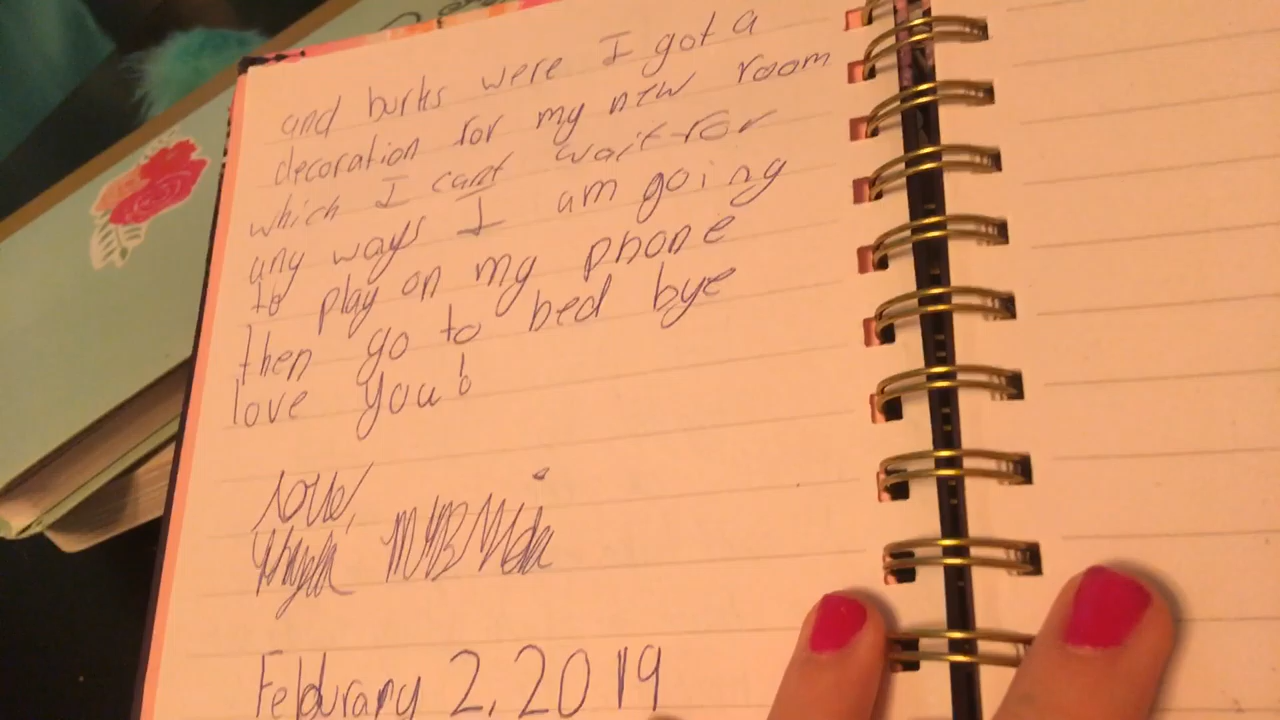 and burks were I got a
decoration for my new room
which I cant wait for
any ways I am going
to play on my phone
then go to bed bye
love you!
love,
Feburary 2, 2019